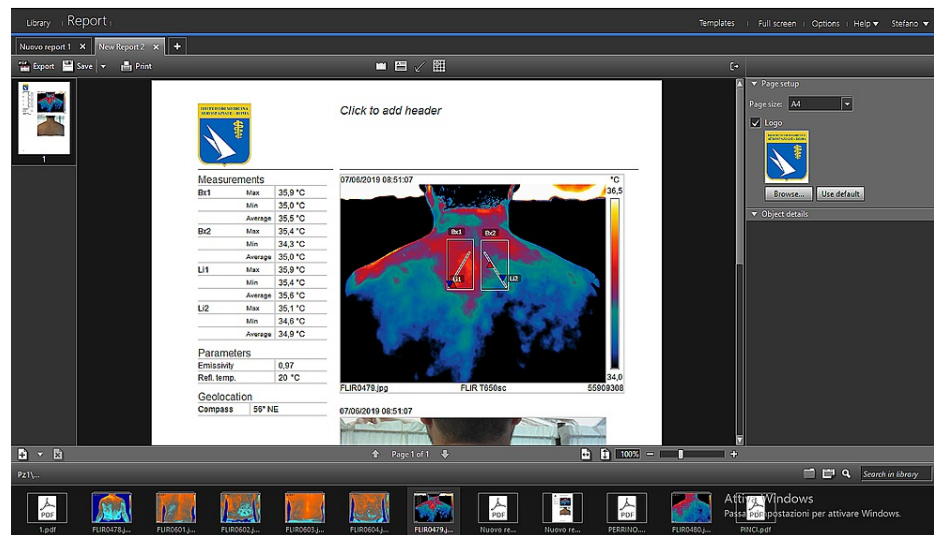 Library Report
Templates Full screen Options Help Stefano
Nuovo report 1 New Report 2 +
Export Save Print
Page setup
Page size: A4
Logo
Browse... Use default
Object details
1
Click to add header
Measurements
Bx1 Max 35,9 °C
Min 35,0 °C
Average 35,5 °C
Bx2 Max 35,4 °C
Min 34,3 °C
Average 35,0 °C
Li1 Max 35,9 °C
Min 35,4 °C
Average 35,6 °C
Li2 Max 35,1 °C
Min 34,6 °C
Average 34,9 °C
Parameters
Emissivity 0,97
Refl. temp. 20 °C
Geolocation
Compass 56° NE
07/06/2019 08:51:07 °C
36,5
Bx1 Bx2
Li2
34,0
FLIR0479.jpg FLIR T650sc 55909308
07/06/2019 08:51:07
Page 1 of 1 100%
Pz1\... Search in library
Attiva Windows
Passa a Impostazioni per attivare Windows.
1.pdf FLIR0478.j... FLIR0601.j... FLIR0602.j... FLIR0603.j... FLIR0604.j... FLIR0479.j... Nuovo re... Nuovo re... PERRINO.... FLIR0480.j... PINCI.pdf